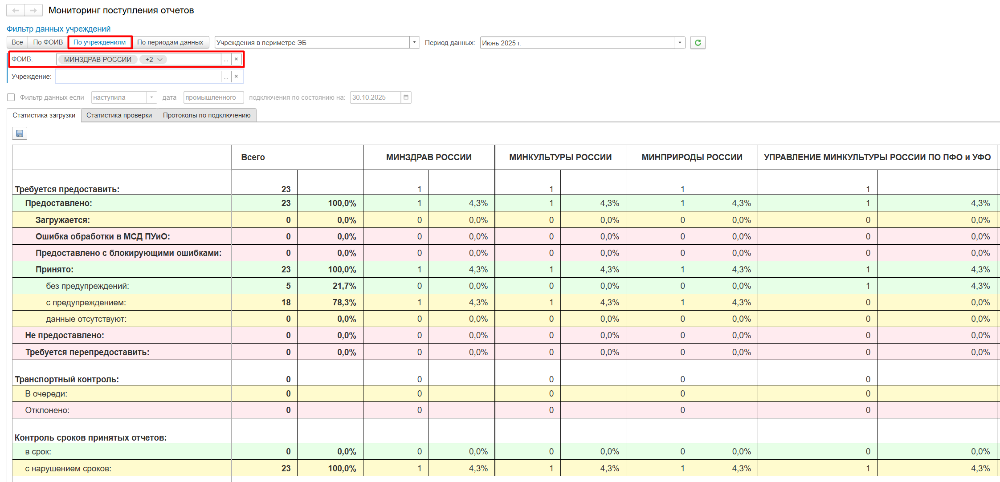 Мониторинг поступления отчетов
Фильтр данных учреждений
Все По ФОИВ По учреждениям По периодам данных Учреждения в периметре ЭБ Период данных: Июнь 2025 г.
ФОИВ: МИНЗДРАВ РОССИИ +2 ... ×
Учреждение: ... ×
Фильтр данных если наступила дата промышленного подключения по состоянию на: 30.10.2025
Статистика загрузки Статистика проверки Протоколы по подключению
Всего МИНЗДРАВ РОССИИ МИНКУЛЬТУРЫ РОССИИ МИНПРИРОДЫ РОССИИ УПРАВЛЕНИЕ МИНКУЛЬТУРЫ РОССИИ ПО ПФО и УФО
Требуется предоставить: 23 1 1 1 1
Предоставлено: 23 100,0% 1 4,3% 1 4,3% 1 4,3% 1 4,3%
Загружается: 0 0,0% 0 0,0% 0 0,0% 0 0,0% 0 0,0%
Ошибка обработки в МСД ПУиО: 0 0,0% 0 0,0% 0 0,0% 0 0,0% 0 0,0%
Предоставлено с блокирующими ошибками: 0 0,0% 0 0,0% 0 0,0% 0 0,0% 0 0,0%
Принято: 23 100,0% 1 4,3% 1 4,3% 1 4,3% 1 4,3%
без предупреждений: 5 21,7% 0 0,0% 0 0,0% 0 0,0% 1 4,3%
с предупреждением: 18 78,3% 1 4,3% 1 4,3% 1 4,3% 0 0,0%
данные отсутствуют: 0 0,0% 0 0,0% 0 0,0% 0 0,0% 0 0,0%
Не предоставлено: 0 0,0% 0 0,0% 0 0,0% 0 0,0% 0 0,0%
Требуется перепредоставить: 0 0,0% 0 0,0% 0 0,0% 0 0,0% 0 0,0%
Транспортный контроль: 0 0 0 0 0
В очереди: 0 0 0 0 0
Отклонено: 0 0 0 0 0
Контроль сроков принятых отчетов:
в срок: 0 0,0% 0 0,0% 0 0,0% 0 0,0% 0 0,0%
с нарушением сроков: 23 100,0% 1 4,3% 1 4,3% 1 4,3% 1 4,3%